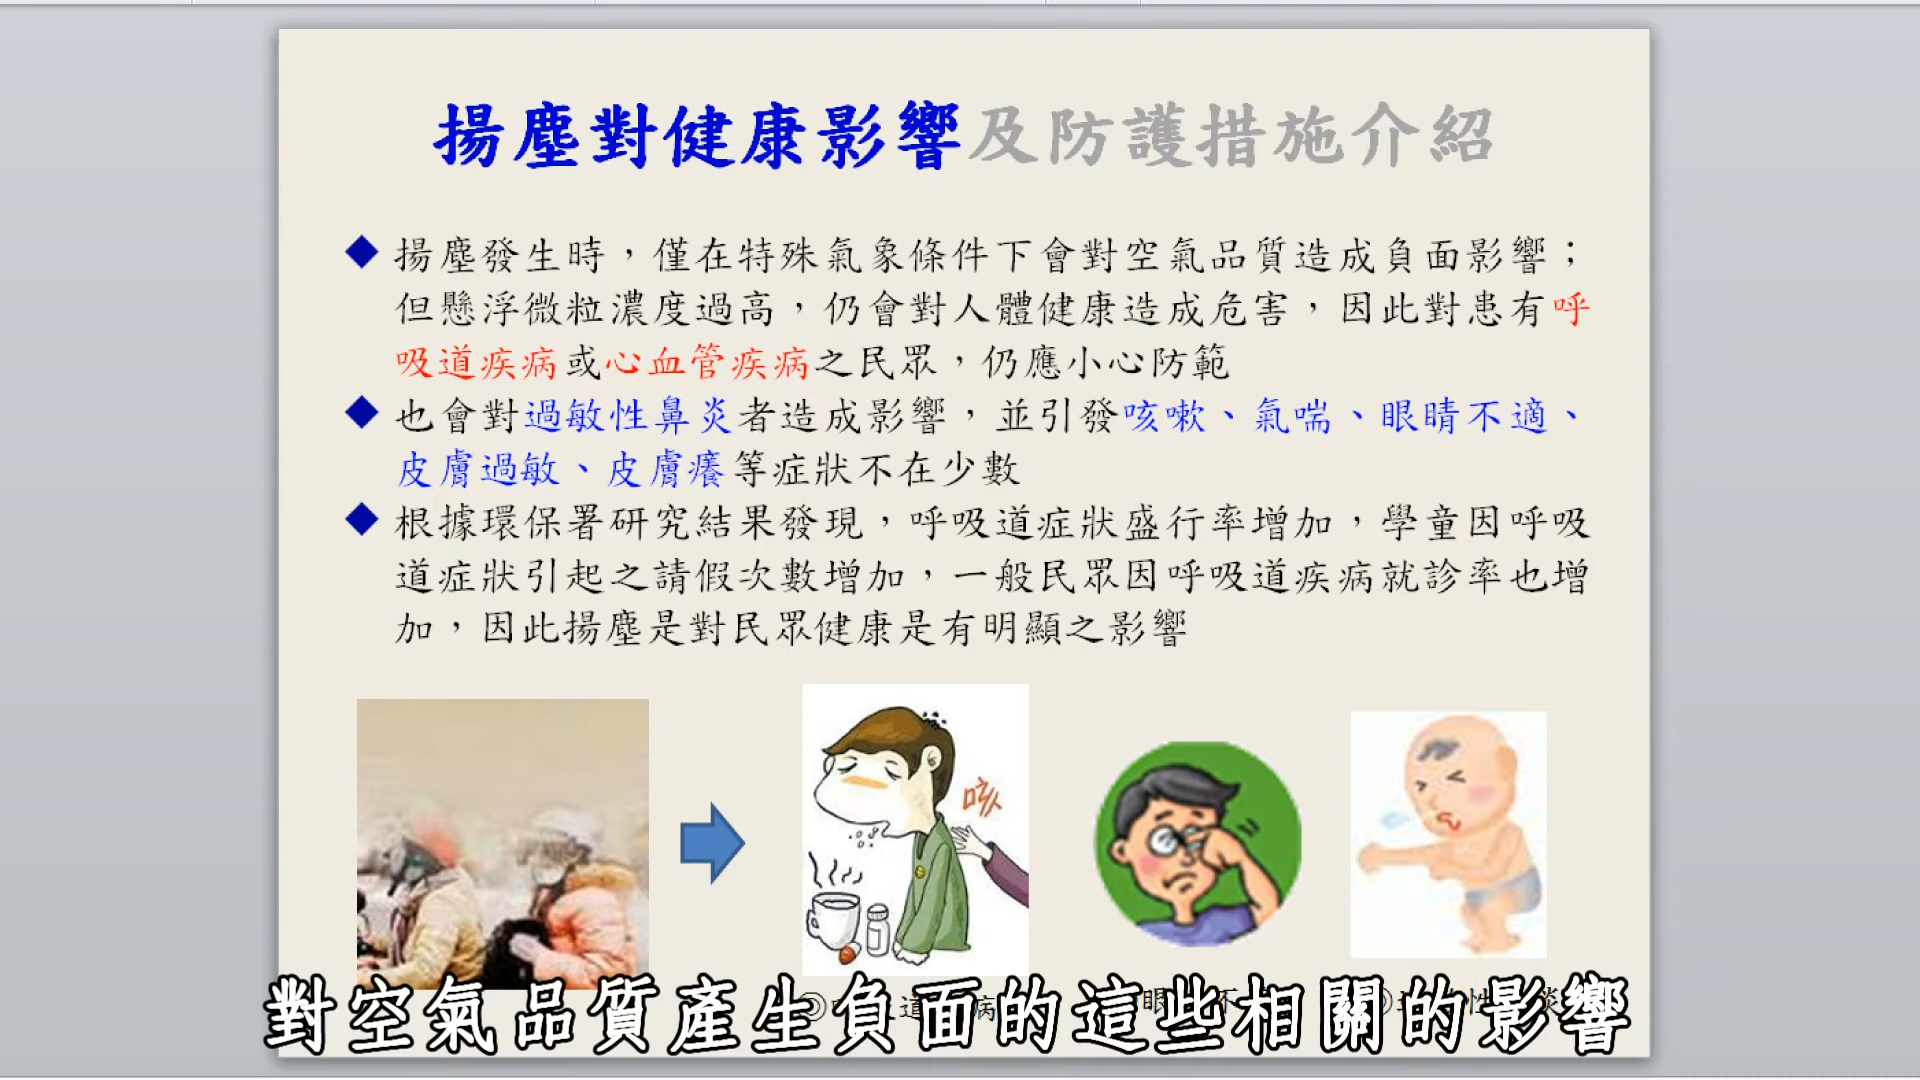 揚塵對健康影響及防護措施介紹
揚塵發生時，僅在特殊氣象條件下會對空氣品質造成負面影響；
但懸浮微粒濃度過高，仍會對人體健康造成危害，因此對患有呼
吸道疾病或心血管疾病之民眾，仍應小心防範
也會對過敏性鼻炎者造成影響，並引發咳嗽、氣喘、眼睛不適、
皮膚過敏、皮膚癢等症狀不在少數
根據環保署研究結果發現，呼吸道症狀盛行率增加，學童因呼吸
道症狀引起之請假次數增加，一般民眾因呼吸道疾病就診率也增
加，因此揚塵是對民眾健康是有明顯之影響
咳
對空氣品質產生負面的這些相關的影響